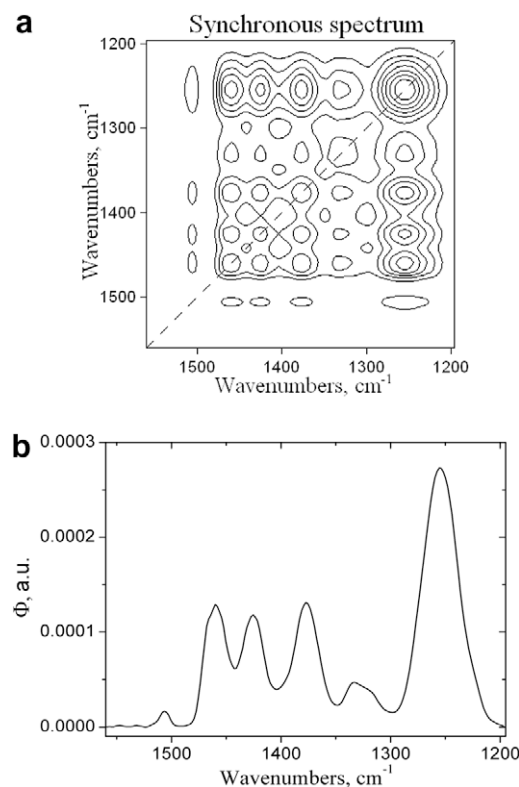 a
Synchronous spectrum
1200
1300
1400
1500
Wavenumbers, cm-1
1500 1400 1300 1200
Wavenumbers, cm-1
b
0.0003
0.0002
0.0001
0.0000
Φ, a.u.
1500 1400 1300 1200
Wavenumbers, cm-1